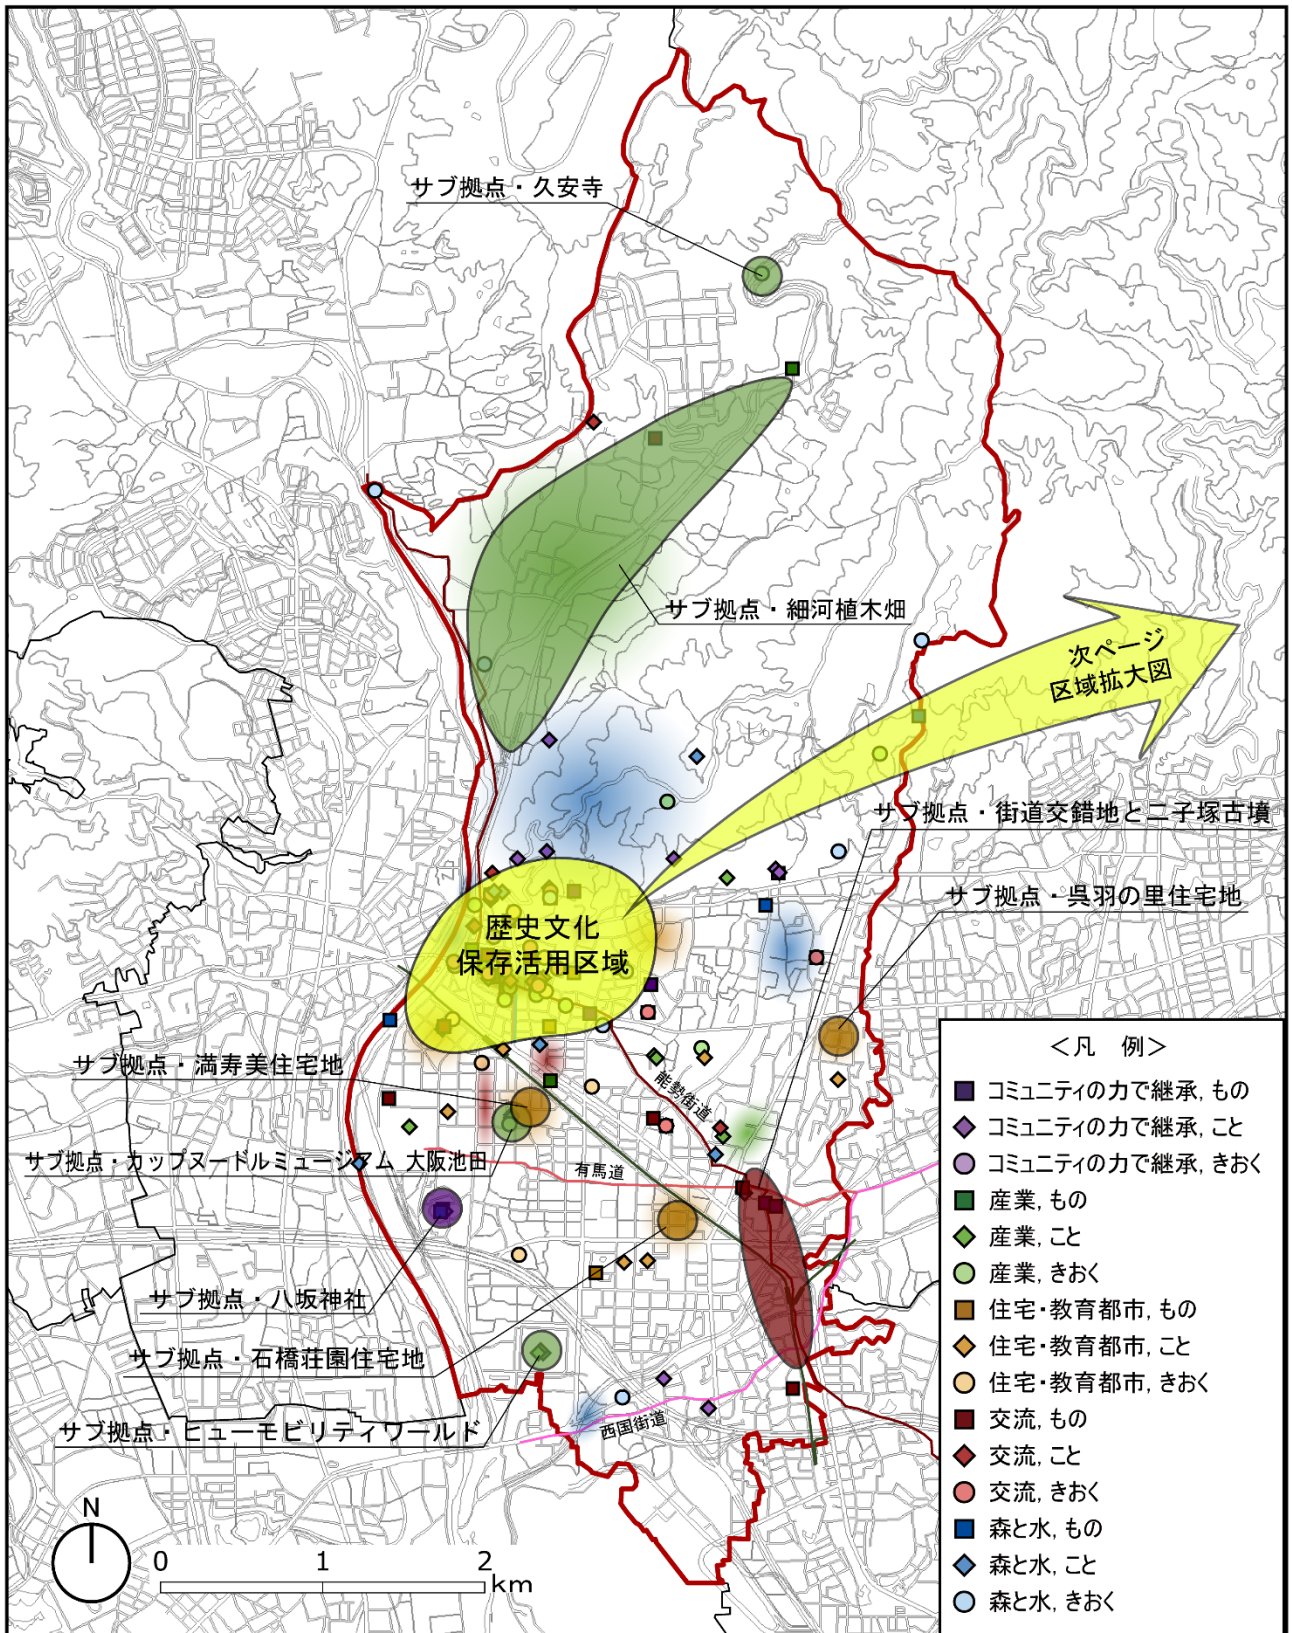 サブ拠点・久安寺
サブ拠点・細河植木畑
次ページ
区域拡大図
サブ拠点・街道交錯地と二子塚古墳
サブ拠点・呉羽の里住宅地
歴史文化
保存活用区域
サブ拠点・満寿美住宅地
能勢街道
サブ拠点・カップヌードルミュージアム 大阪池田
有馬道
サブ拠点・八坂神社
サブ拠点・石橋荘園住宅地
サブ拠点・ヒューモビリティワールド
西国街道
N
0 1 2
km
＜凡　例＞
コミュニティの力で継承, もの
コミュニティの力で継承, こと
コミュニティの力で継承, きおく
産業, もの
産業, こと
産業, きおく
住宅・教育都市, もの
住宅・教育都市, こと
住宅・教育都市, きおく
交流, もの
交流, こと
交流, きおく
森と水, もの
森と水, こと
森と水, きおく